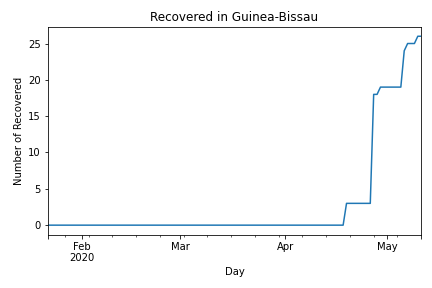 Recovered in Guinea-Bissau
Number of Recovered
25
20
15
10
5
0
Feb
2020
Mar
Apr
May
Day